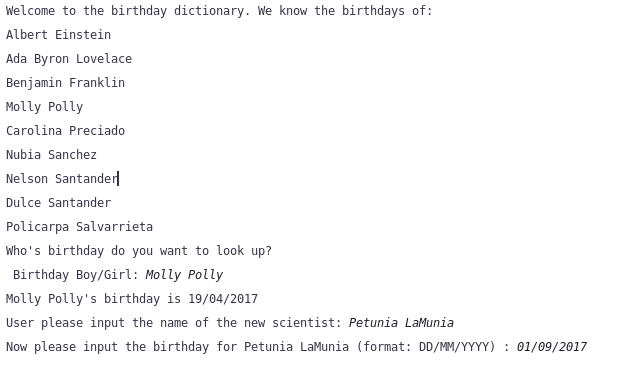 Welcome to the birthday dictionary. We know the birthdays of:
Albert Einstein
Ada Byron Lovelace
Benjamin Franklin
Molly Polly
Carolina Preciado
Nubia Sanchez
Nelson Santander
Dulce Santander
Policarpa Salvarrieta
Who's birthday do you want to look up?
Birthday Boy/Girl: Molly Polly
Molly Polly's birthday is 19/04/2017
User please input the name of the new scientist: Petunia LaMunia
Now please input the birthday for Petunia LaMunia (format: DD/MM/YYYY) : 01/09/2017